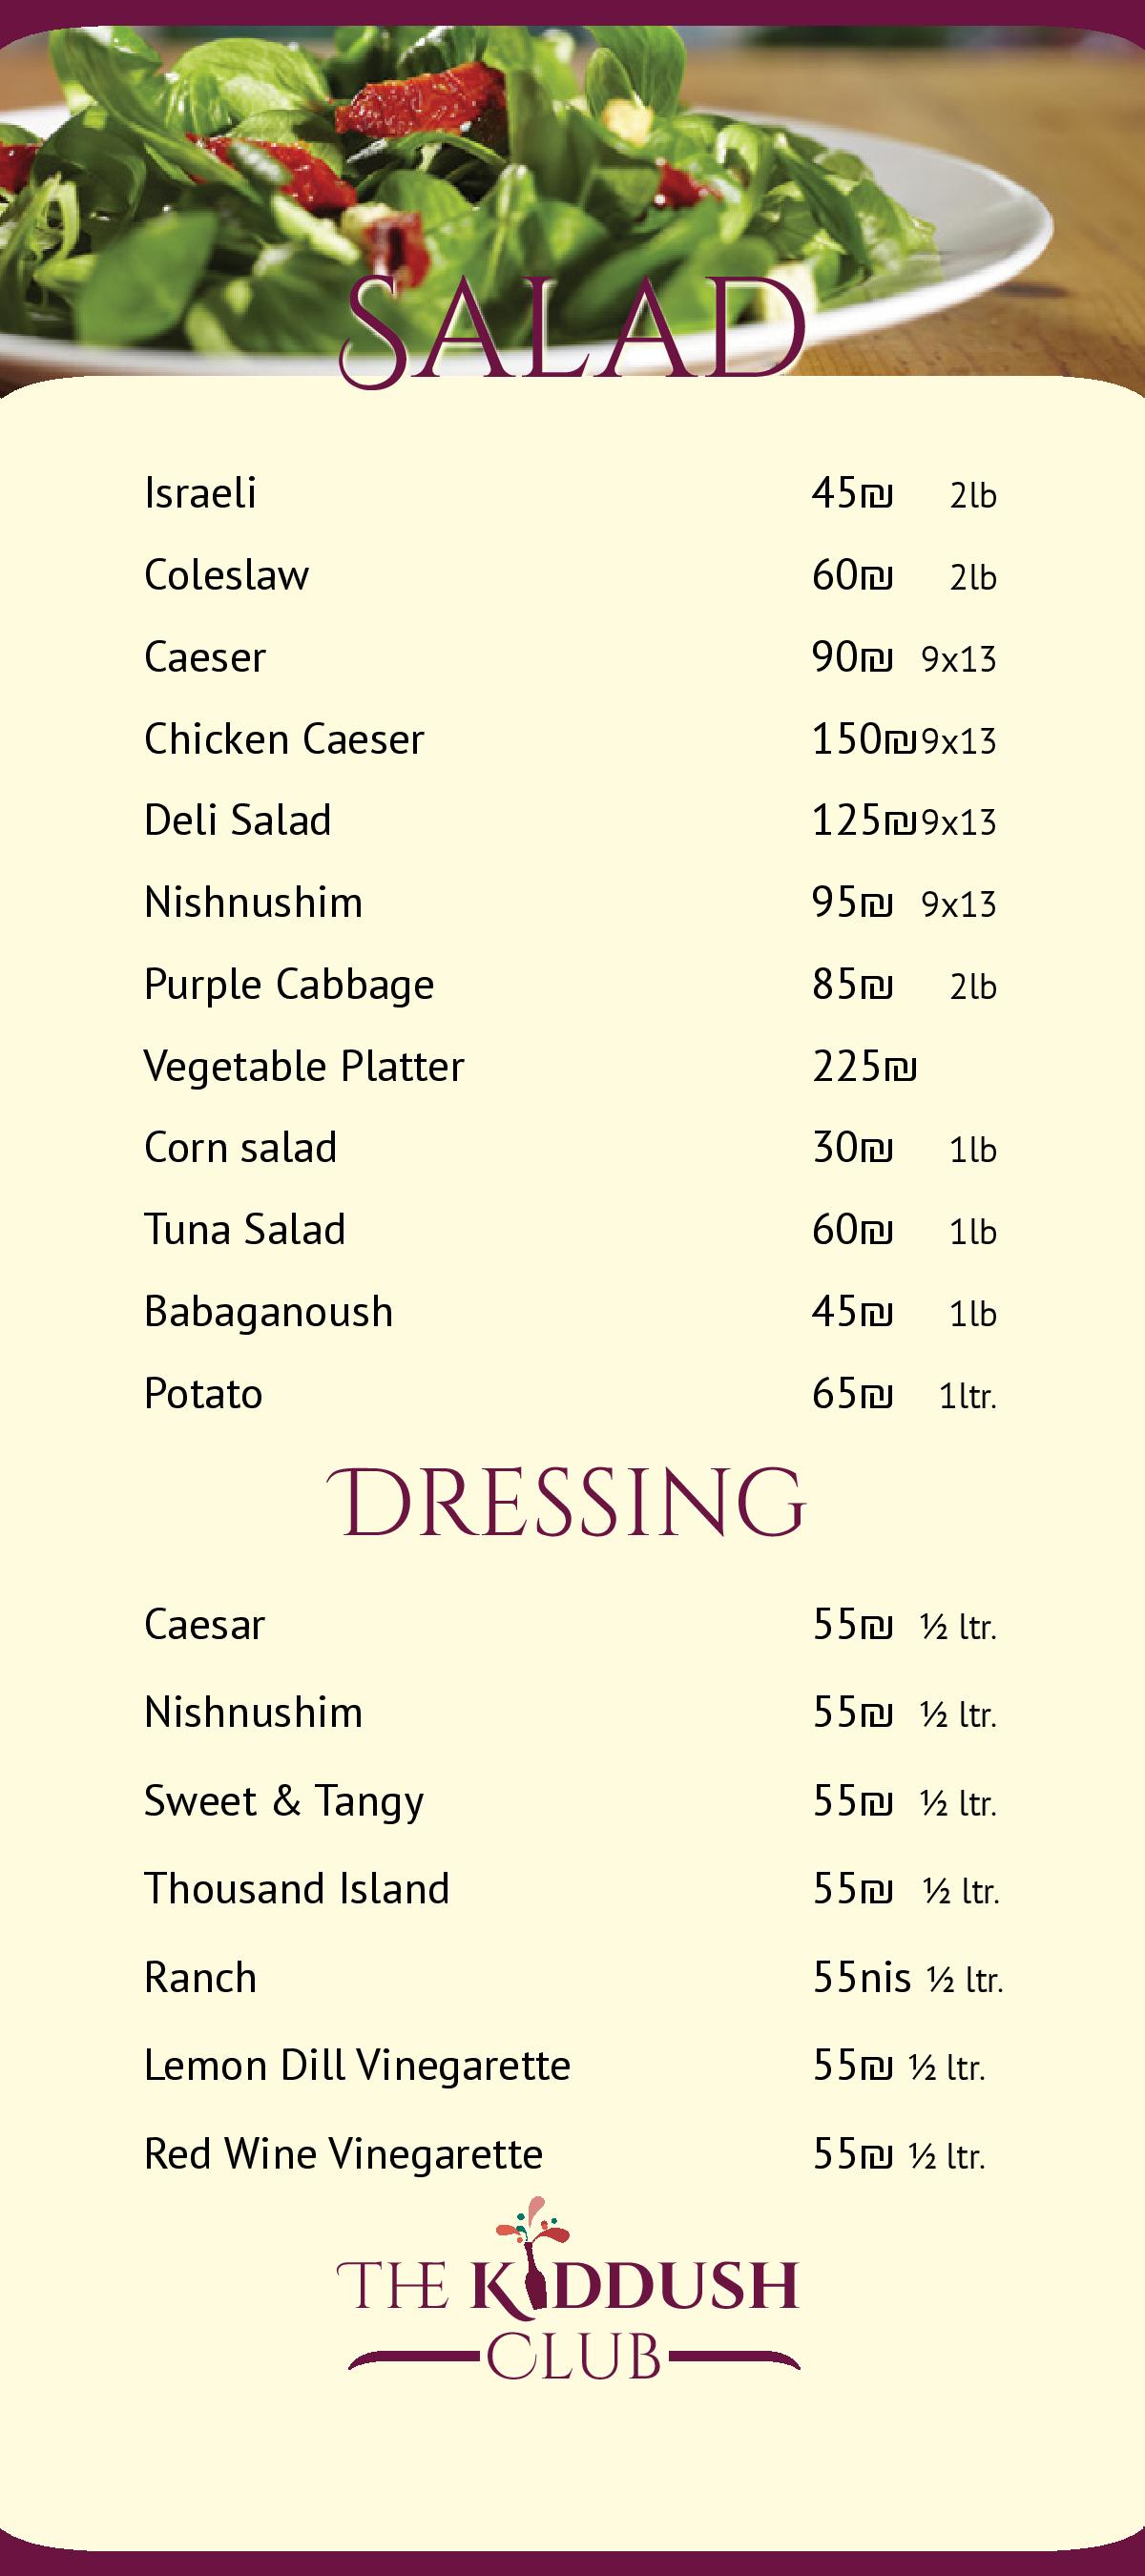 SALAD
Israeli 45₪ 2lb
Coleslaw 60₪ 2lb
Caeser 90₪ 9x13
Chicken Caeser 150₪ 9x13
Deli Salad 125₪ 9x13
Nishnushim 95₪ 9x13
Purple Cabbage 85₪ 2lb
Vegetable Platter 225₪
Corn salad 30₪ 1lb
Tuna Salad 60₪ 1lb
Babaganoush 45₪ 1lb
Potato 65₪ 1ltr.
DRESSING
Caesar 55₪ ½ ltr.
Nishnushim 55₪ ½ ltr.
Sweet & Tangy 55₪ ½ ltr.
Thousand Island 55₪ ½ ltr.
Ranch 55nis ½ ltr.
Lemon Dill Vinegarette 55₪ ½ ltr.
Red Wine Vinegarette 55₪ ½ ltr.
THE KIDDUSH
CLUB